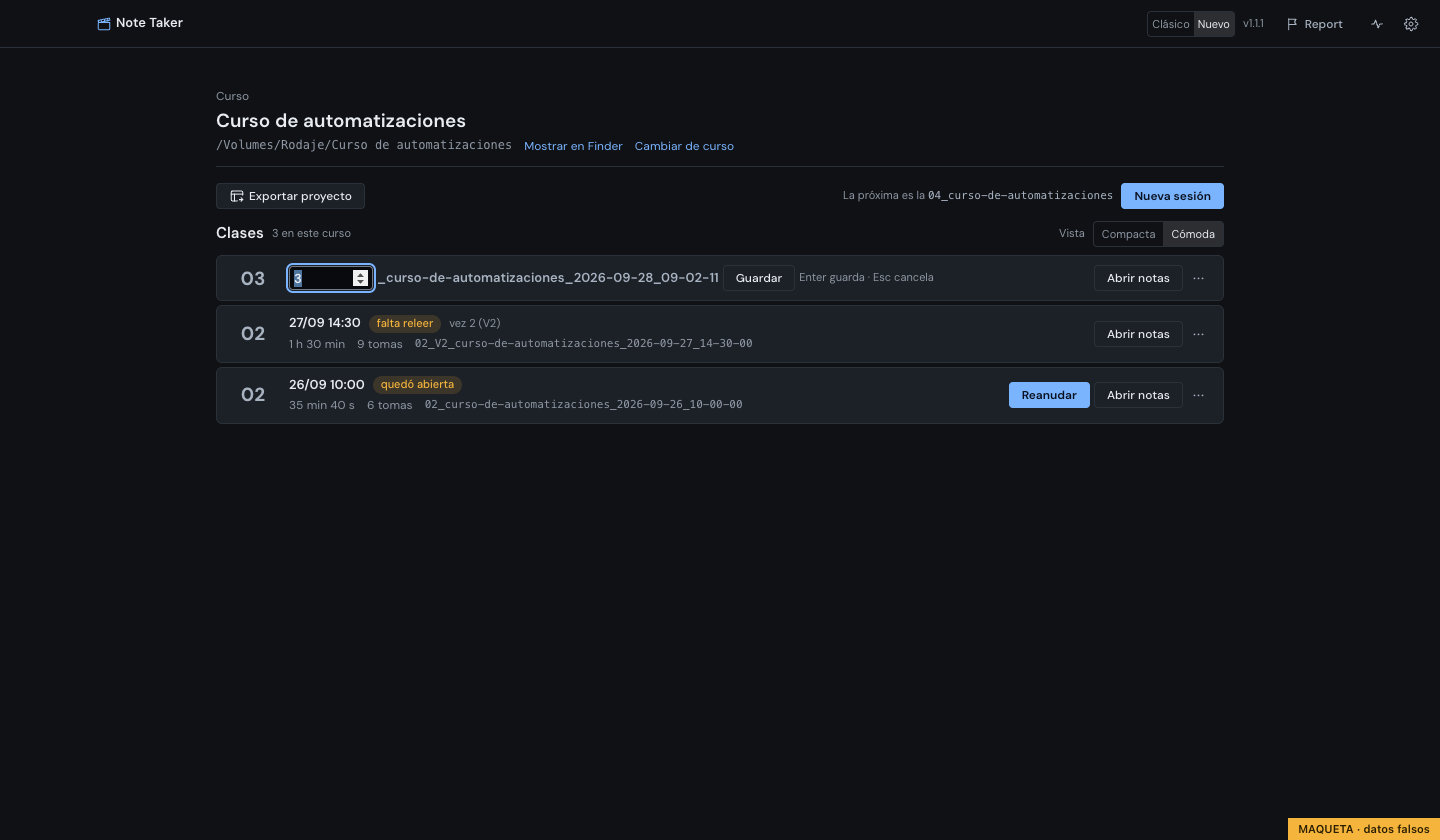 Note Taker
Clásico Nuevo v1.1.1 Report
Curso
Curso de automatizaciones
/Volumes/Rodaje/Curso de automatizaciones Mostrar en Finder Cambiar de curso
Exportar proyecto La próxima es la 04_curso-de-automatizaciones Nueva sesión
Clases 3 en este curso Vista Compacta Cómoda
03 3 _curso-de-automatizaciones_2026-09-28_09-02-11 Guardar Enter guarda · Esc cancela Abrir notas ···
02 27/09 14:30 falta releer vez 2 (V2) Abrir notas ···
1 h 30 min 9 tomas 02_V2_curso-de-automatizaciones_2026-09-27_14-30-00
02 26/09 10:00 quedó abierta Reanudar Abrir notas ···
35 min 40 s 6 tomas 02_curso-de-automatizaciones_2026-09-26_10-00-00
MAQUETA · datos falsos